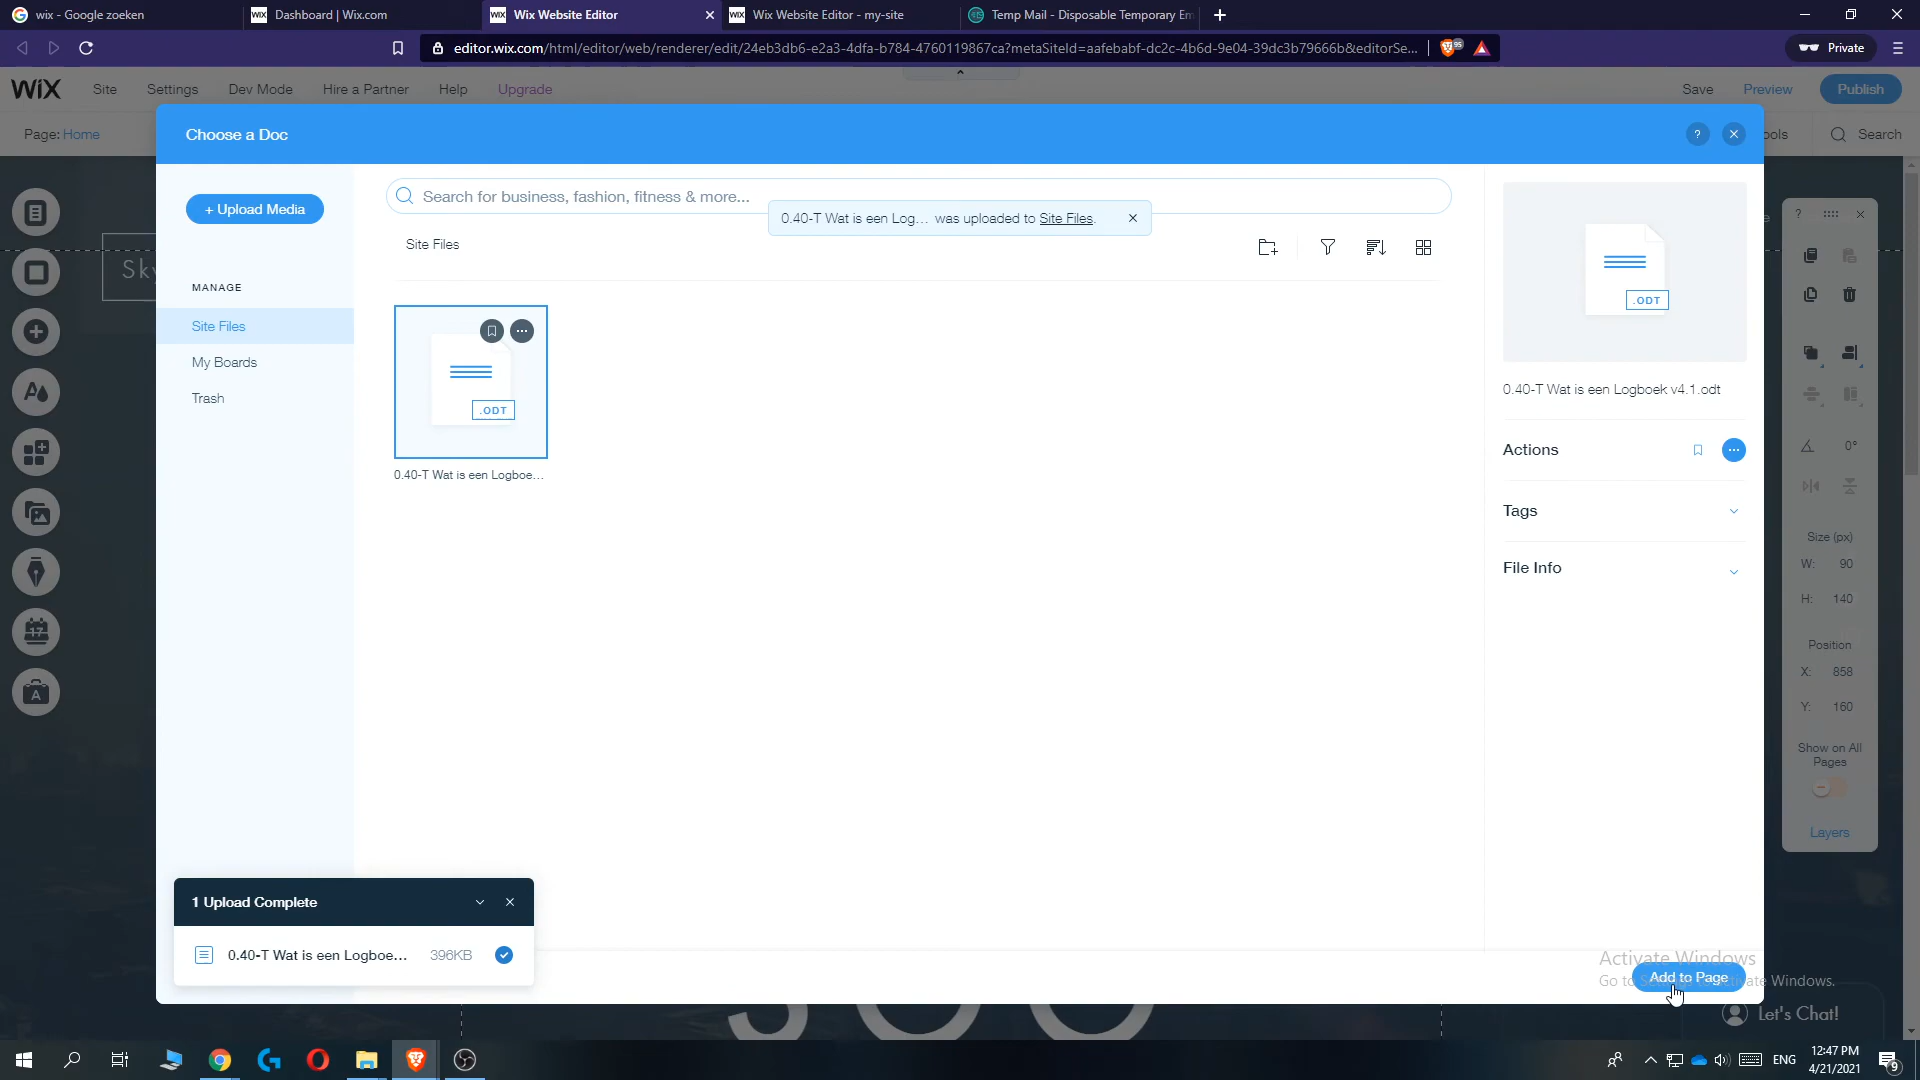 wix - Google zoeken
Dashboard | Wix.com
Wix Website Editor
Wix Website Editor - my-site
Temp Mail - Disposable Temporary Em
editor.wix.com/html/editor/web/renderer/edit/24eb3db6-e2a3-4dfa-b784-4760119867ca?metaSiteId=aafebabf-dc2c-4b6d-9e04-39dc3b79666b&editorSe...
95
Private
WiX
Site
Settings
Dev Mode
Hire a Partner
Help
Upgrade
Save
Preview
Publish
Page: Home
Choose a Doc
?
Search
+ Upload Media
Search for business, fashion, fitness & more...
0.40-T Wat is een Log... was uploaded to Site Files.
Site Files
MANAGE
Site Files
My Boards
Trash
.ODT
0.40-T Wat is een Logboe...
.ODT
0.40-T Wat is een Logboek v4.1.odt
Actions
Tags
File Info
?
0°
Size (px)
W: 90
H: 140
Position
X: 858
Y: 160
Show on All
Pages
Layers
17
A
1 Upload Complete
0.40-T Wat is een Logboe...
396KB
Activate Windows
Add to Page
Let's Chat!
ENG
12:47 PM
4/21/2021
9